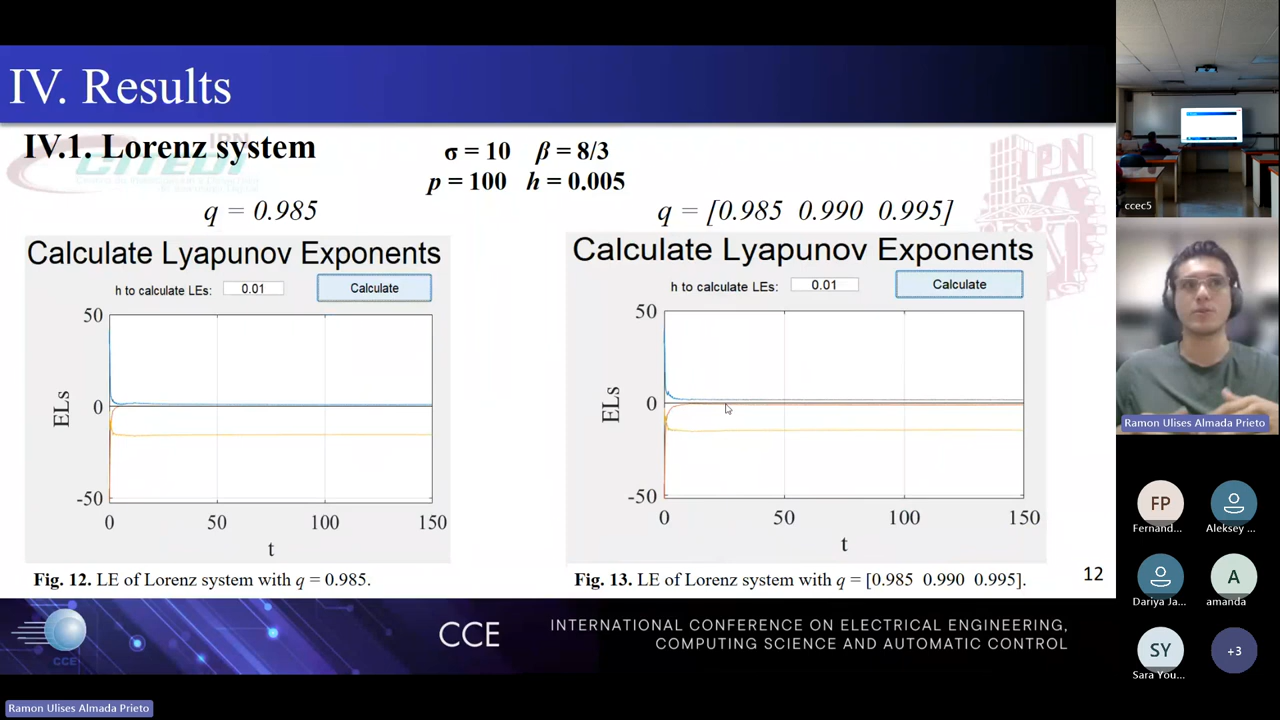 IV. Results
IV.1. Lorenz system
σ = 10 β = 8/3
p = 100 h = 0.005
q = 0.985
q = [0.985 0.990 0.995]
Calculate Lyapunov Exponents
h to calculate LEs: 0.01 Calculate
50
0
-50
ELs
0 50 100 150
t
Fig. 12. LE of Lorenz system with q = 0.985.
Calculate Lyapunov Exponents
h to calculate LEs: 0.01 Calculate
50
0
-50
ELs
0 50 100 150
t
Fig. 13. LE of Lorenz system with q = [0.985 0.990 0.995].
12
IPN
CITEDI
IPN
CCE
CCE
INTERNATIONAL CONFERENCE ON ELECTRICAL ENGINEERING,
COMPUTING SCIENCE AND AUTOMATIC CONTROL
Ramon Ulises Almada Prieto
ccec5
Ramon Ulises Almada Prieto
FP
Fernand...
Aleksey ...
Dariya Ja...
A
amanda
SY
Sara You...
+3